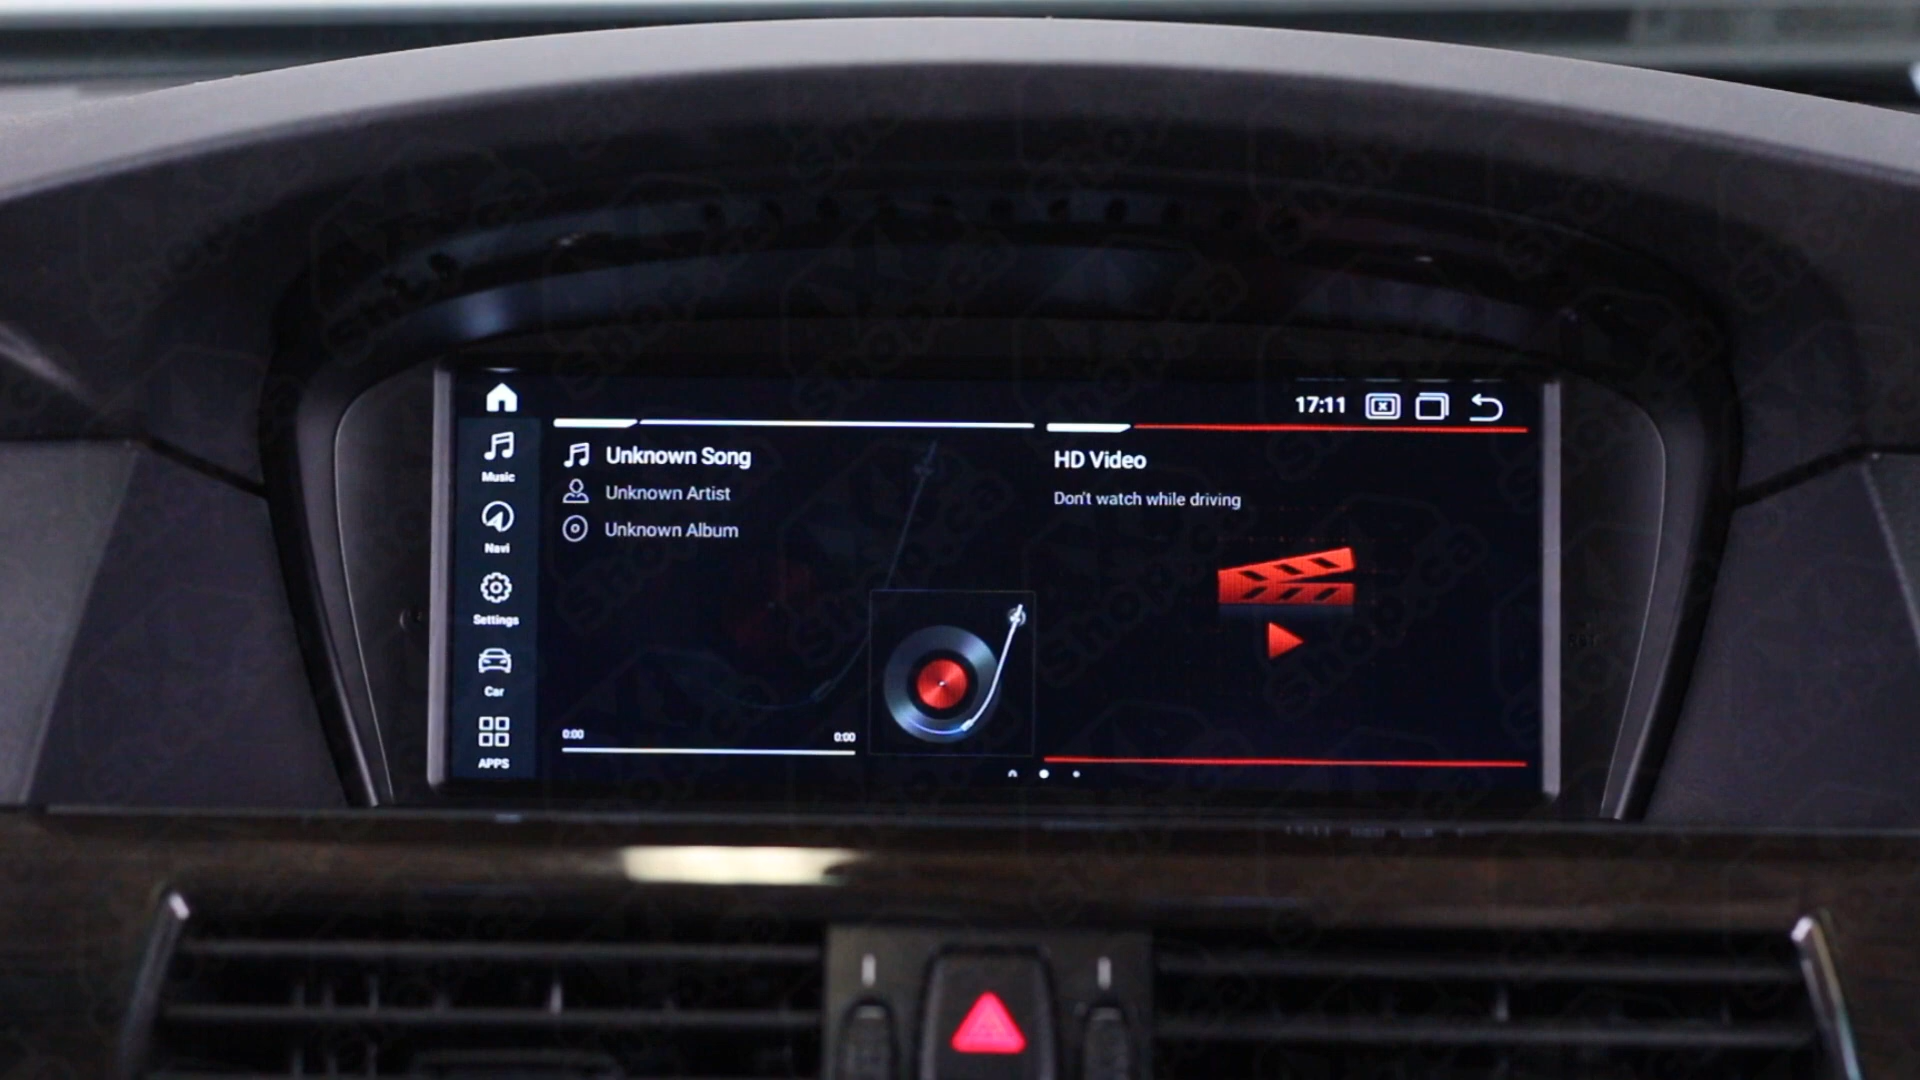 17:11
Music
Navi
Settings
Car
APPS
Unknown Song
Unknown Artist
Unknown Album
0:00
0:00
HD Video
Don't watch while driving